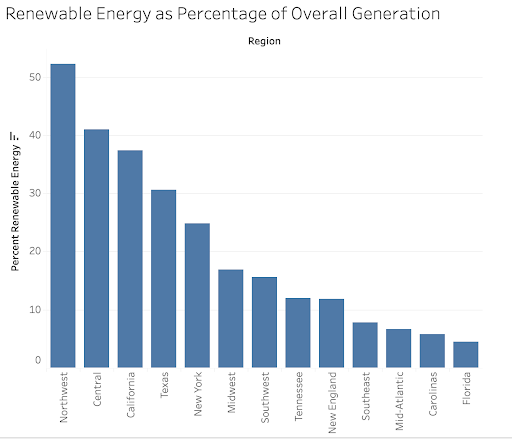 Renewable Energy as Percentage of Overall Generation
Region
Percent Renewable Energy
50
40
30
20
10
0
Northwest
Central
California
Texas
New York
Midwest
Southwest
Tennessee
New England
Southeast
Mid-Atlantic
Carolinas
Florida